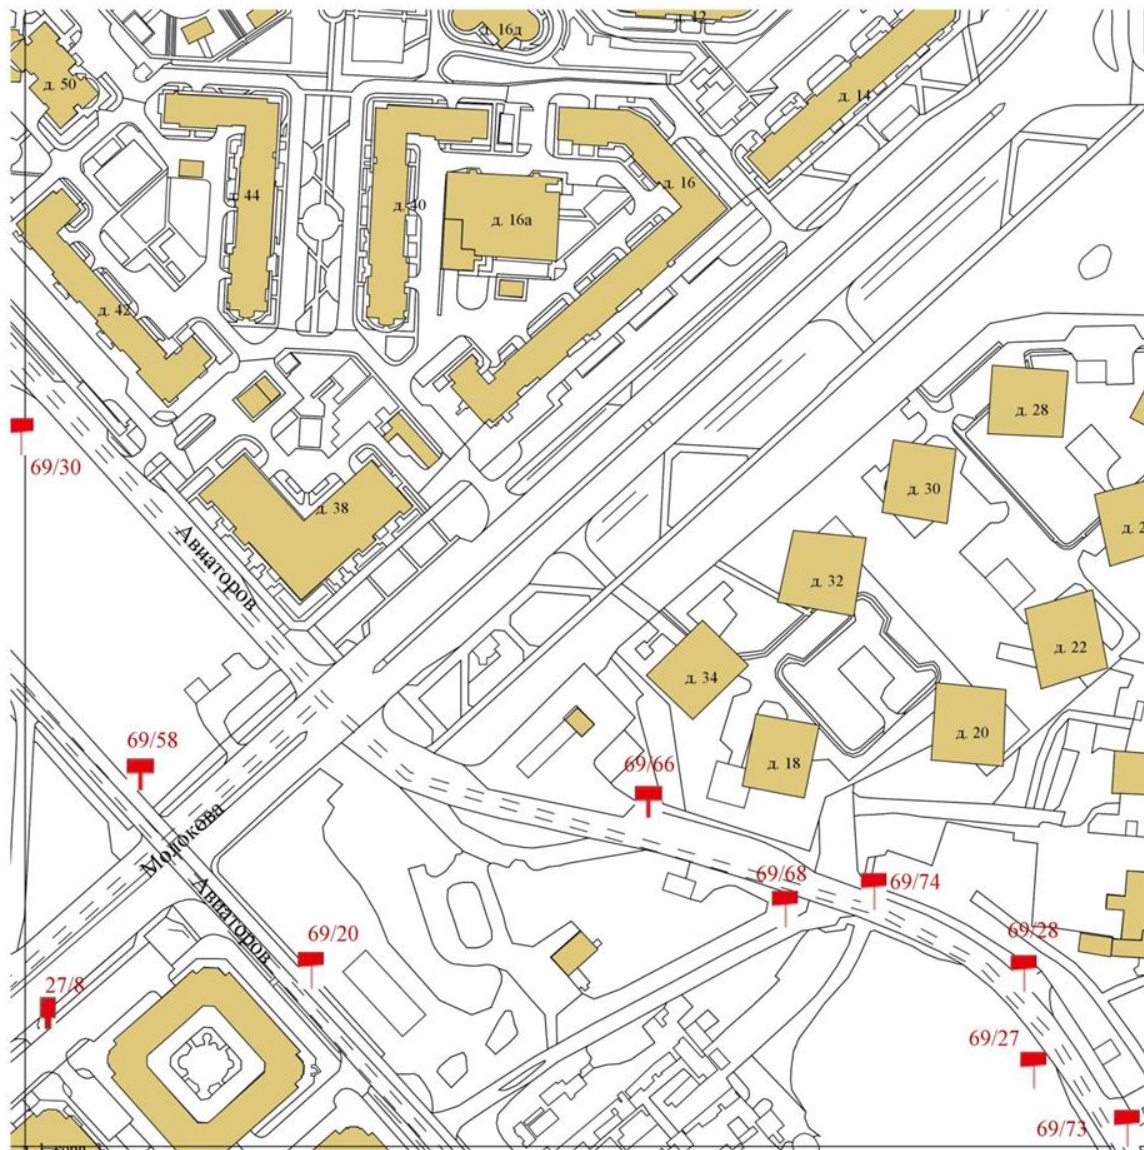 д. 16д
д. 12
д. 50
д. 14
44
д. 40
д. 16
д. 16а
д. 42
д. 28
69/30
д. 30
д. 38
Авиаторов
д. 32
д. 22
д. 34
д. 20
69/58
69/66
д. 18
Молокова
69/68
69/74
Авиаторов
69/20
69/28
27/8
69/27
69/73